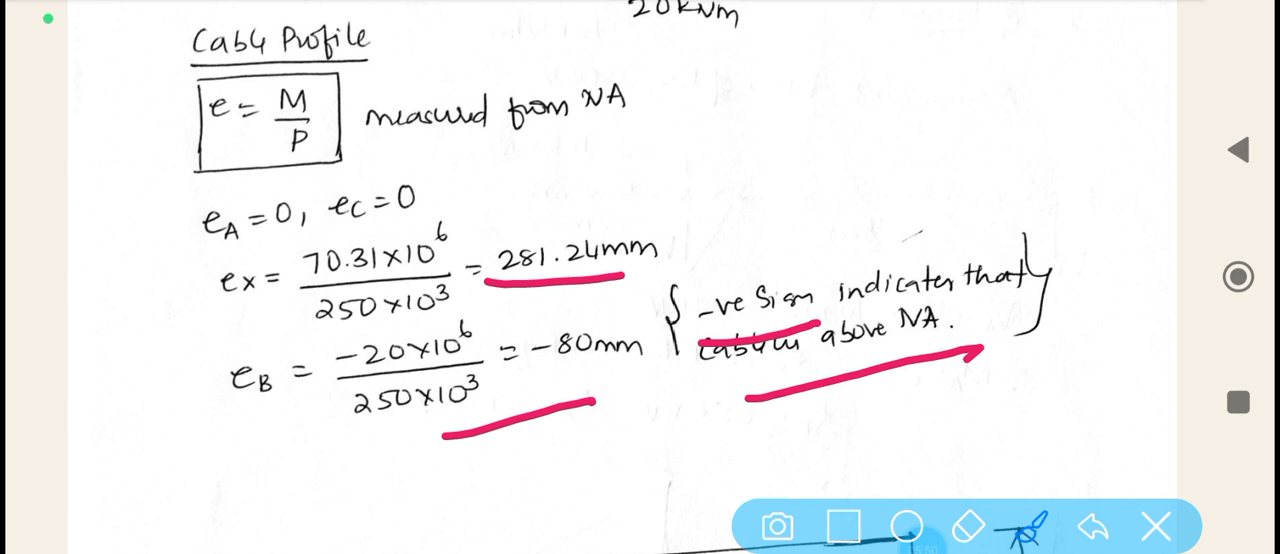 20kNm
Cable Profile
e = M/P measured from NA
eA = 0, eC = 0
ex = 70.31×10^6 / 250×10^3 = 281.24mm
eB = -20×10^6 / 250×10^3 = -80mm
{ -ve Sign indicates that }
above NA.